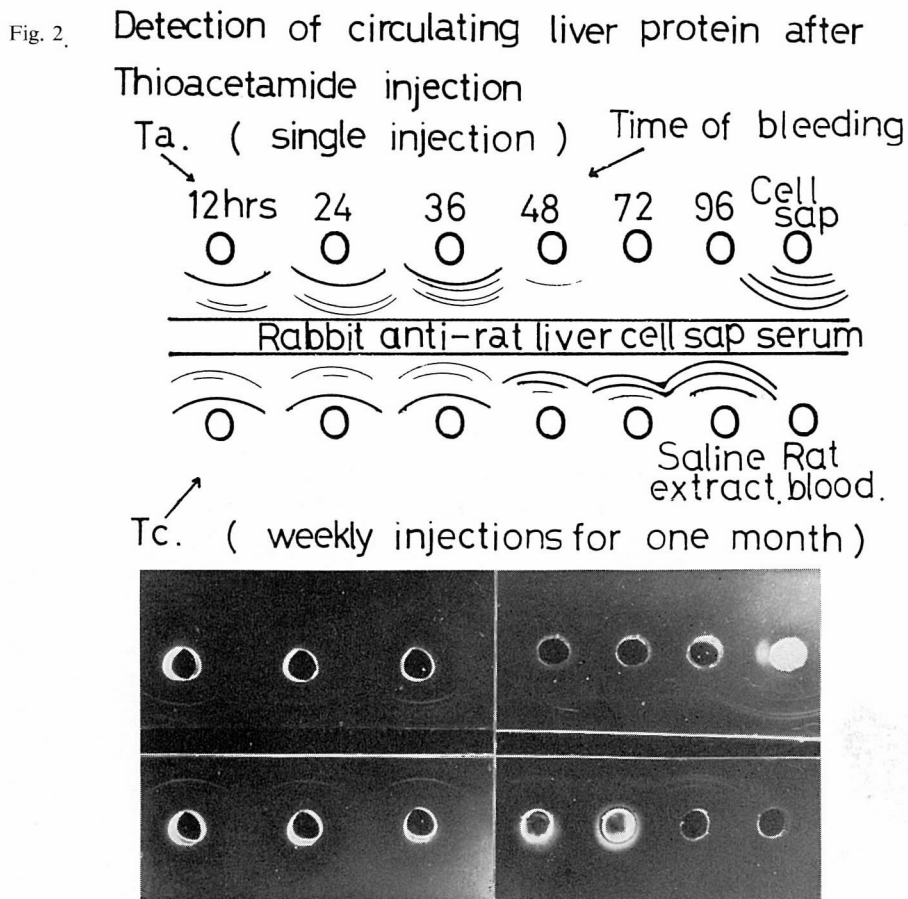 Fig. 2. Detection of circulating liver protein after
Thioacetamide injection
Ta. ( single injection ) Time of bleeding
12hrs 24 36 48 72 96 Cell
sap
Rabbit anti-rat liver cell sap serum
Saline Rat
extract. blood.
Tc. ( weekly injections for one month )